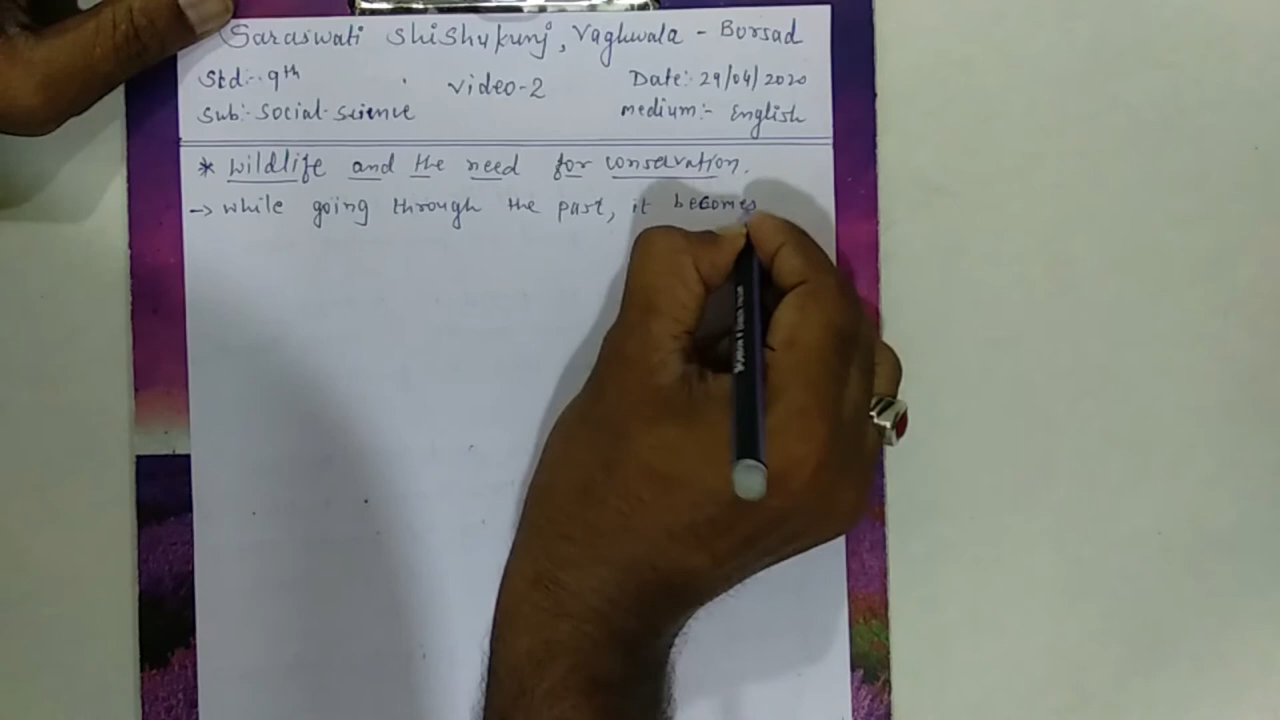 Saraswati Shishukunj, Vaghwala - Borsad
Std:- 9th
video-2
Date:- 29/04/2020
Sub:- Social-science
medium:- English
* Wildlife and the need for conservation.
-> while going through the past, it becomes